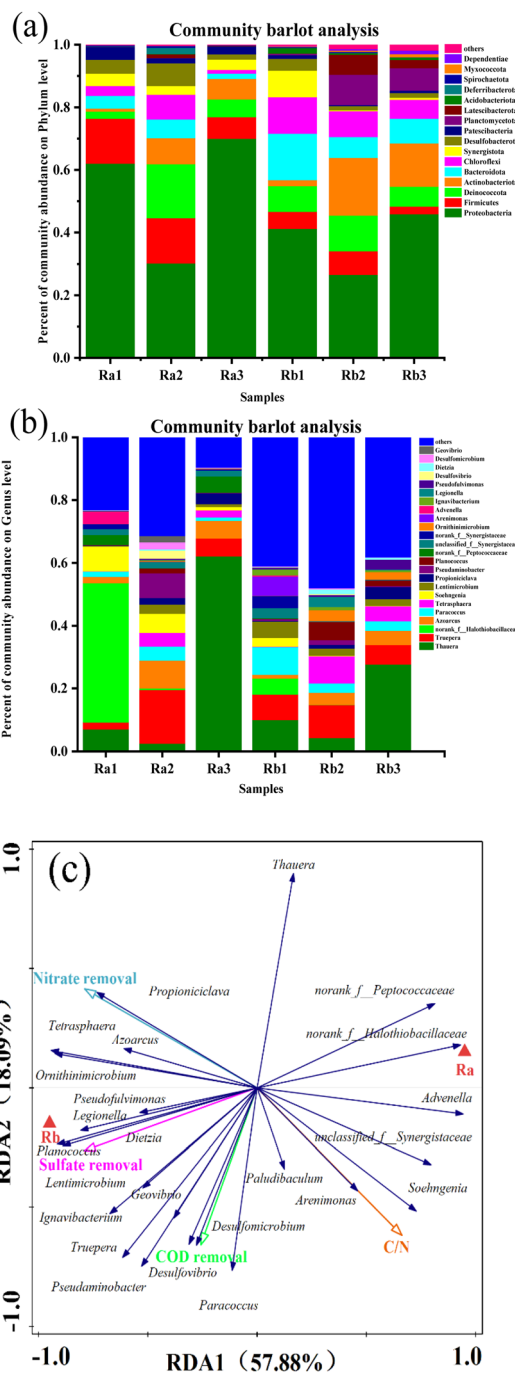 (a)
Community barlot analysis
Percent of community abundance on Phylum level
1.0
0.8
0.6
0.4
0.2
0.0
Ra1 Ra2 Ra3 Rb1 Rb2 Rb3
Samples
others
Dependentiae
Myxococcota
Spirochaetota
Deferribacterota
Acidobacteriota
Latescibacterota
Planctomycetota
Patescibacteria
Desulfobacterota
Synergistota
Chloroflexi
Bacteroidota
Actinobacteriota
Deinococcota
Firmicutes
Proteobacteria
(b)
Community barlot analysis
Percent of community abundance on Genus level
1.0
0.8
0.6
0.4
0.2
0.0
Ra1 Ra2 Ra3 Rb1 Rb2 Rb3
Samples
others
Geovibrio
Desulfomicrobium
Dietzia
Desulfovibrio
Pseudofulvimonas
Legionella
Ignavibacterium
Advenella
Arenimonas
Ornithinimicrobium
norank_f__Synergistaceae
unclassified_f__Synergistaceae
norank_f__Peptococcaceae
Planococcus
Pseudaminobacter
Propioniciclava
Lentimicrobium
Soehngenia
Tetrasphaera
Paracoccus
Azoarcus
norank_f__Halothiobacillaceae
Truepera
Thauera
(c)
1.0
-1.0
RDA2 (18.09%)
Thauera
Nitrate removal
Propioniciclava
norank_f__Peptococcaceae
Tetrasphaera
Azoarcus
norank_f__Halothiobacillaceae
Ra
Ornithinimicrobium
Pseudofulvimonas
Advenella
Legionella
Rb
Dietzia
unclassified_f__Synergistaceae
Planococcus
Sulfate removal
Paludibaculum
Lentimicrobium
Soehngenia
Geovibrio
Arenimonas
Ignavibacterium
Desulfomicrobium
C/N
Truepera
COD removal
Desulfovibrio
Pseudaminobacter
Paracoccus
-1.0
RDA1 (57.88%)
1.0